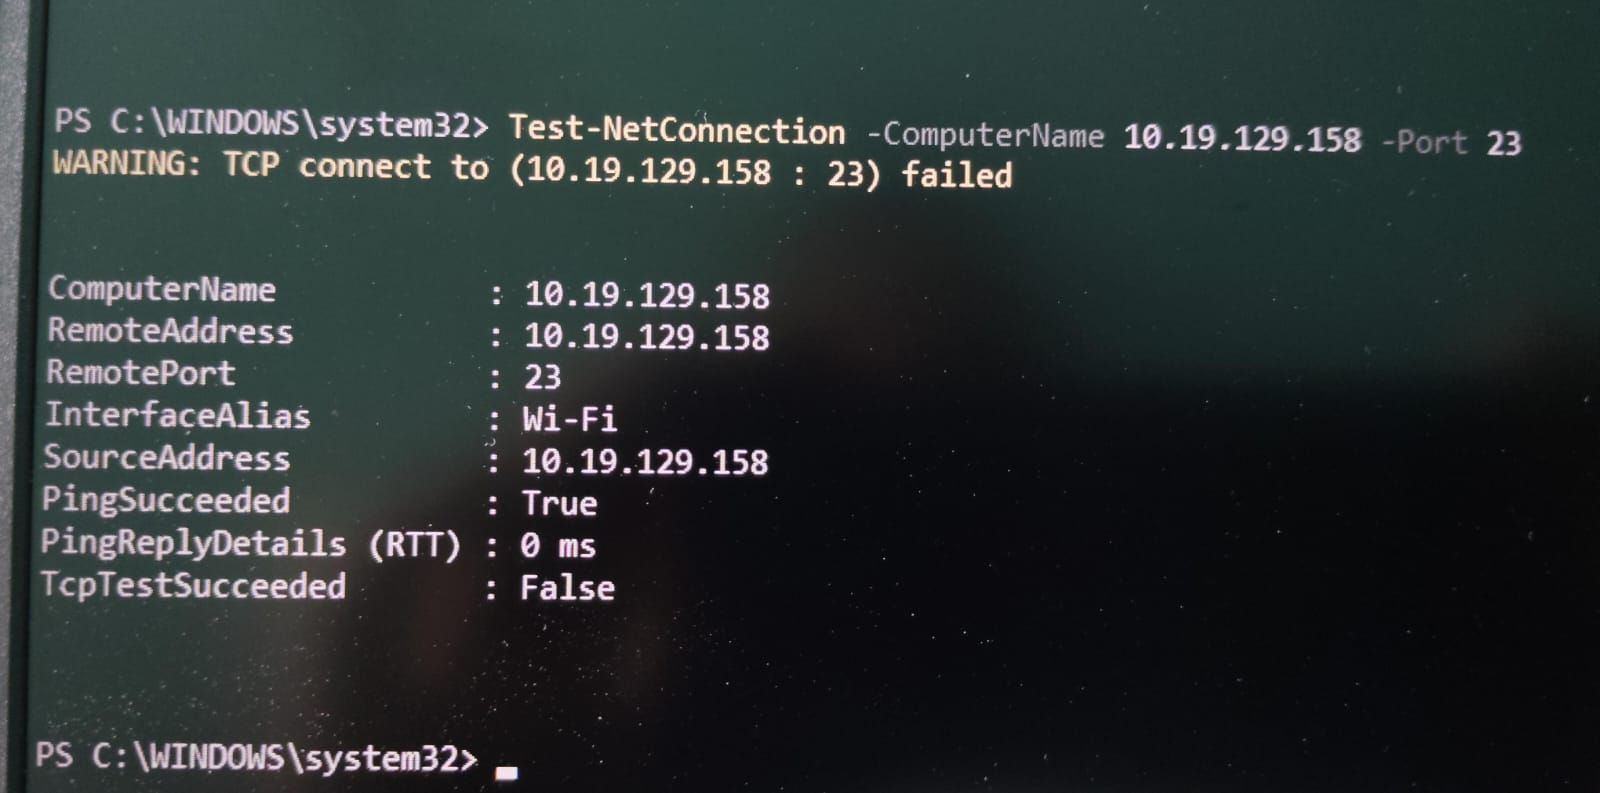 PS C:\WINDOWS\system32> Test-NetConnection -ComputerName 10.19.129.158 -Port 23
WARNING: TCP connect to (10.19.129.158 : 23) failed
ComputerName : 10.19.129.158
RemoteAddress : 10.19.129.158
RemotePort : 23
InterfaceAlias : Wi-Fi
SourceAddress : 10.19.129.158
PingSucceeded : True
PingReplyDetails (RTT) : 0 ms
TcpTestSucceeded : False
PS C:\WINDOWS\system32>